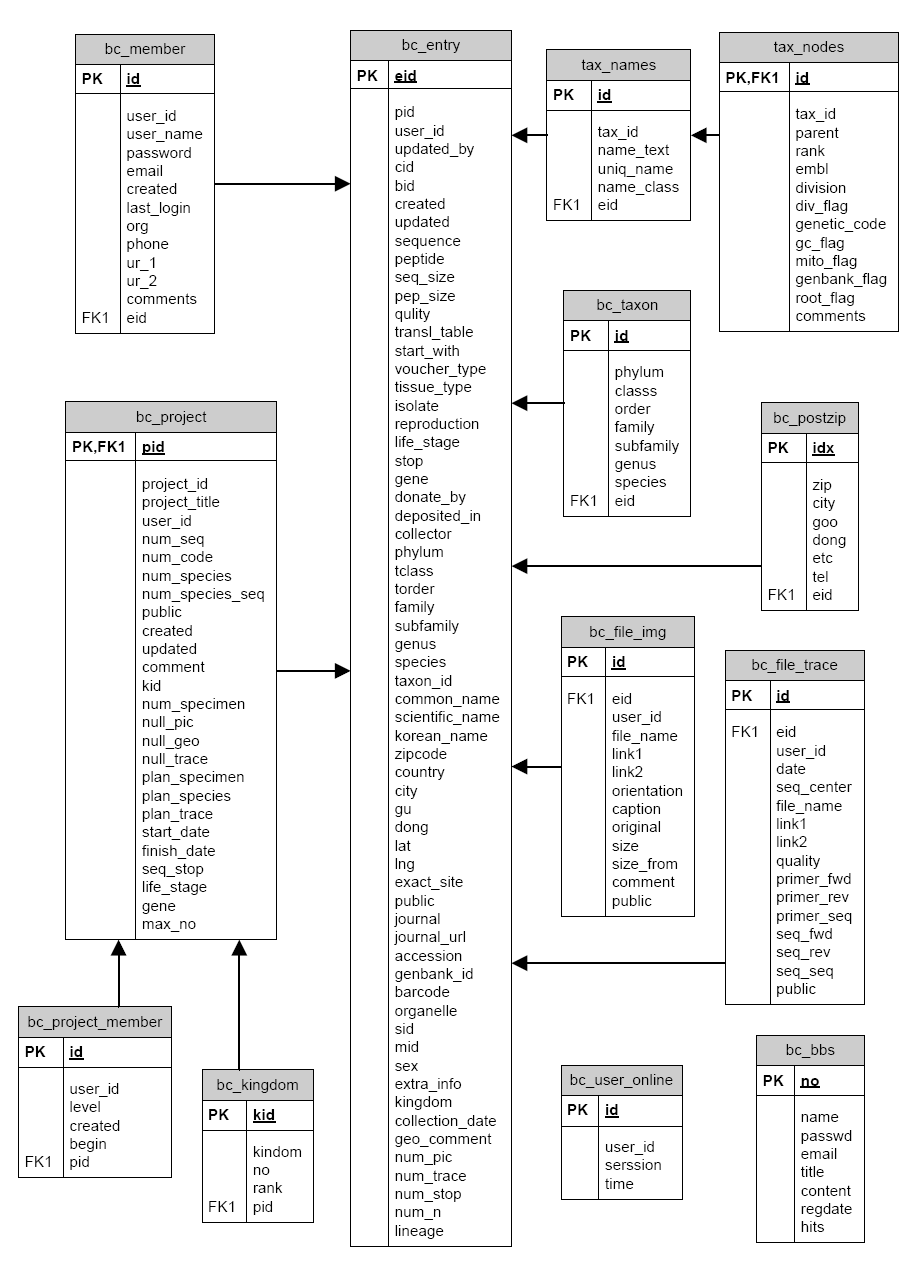 bc_member
PK id
user_id
user_name
password
email
created
last_login
org
phone
ur_1
ur_2
comments
FK1 eid
bc_entry
PK eid
pid
user_id
updated_by
cid
bid
created
updated
sequence
peptide
seq_size
pep_size
qulity
transl_table
start_with
voucher_type
tissue_type
isolate
reproduction
life_stage
stop
gene
donate_by
deposited_in
collector
phylum
tclass
torder
family
subfamily
genus
species
taxon_id
common_name
scientific_name
korean_name
zipcode
country
city
gu
dong
lat
lng
exact_site
public
journal
journal_url
accession
genbank_id
barcode
organelle
sid
mid
sex
extra_info
kingdom
collection_date
geo_comment
num_pic
num_trace
num_stop
num_n
lineage
tax_names
PK id
tax_id
name_text
uniq_name
name_class
FK1 eid
tax_nodes
PK,FK1 id
tax_id
parent
rank
embl
division
div_flag
genetic_code
gc_flag
mito_flag
genbank_flag
root_flag
comments
bc_taxon
PK id
phylum
classs
order
family
subfamily
genus
species
FK1 eid
bc_project
PK,FK1 pid
project_id
project_title
user_id
num_seq
num_code
num_species
num_species_seq
public
created
updated
comment
kid
num_specimen
null_pic
null_geo
null_trace
plan_specimen
plan_species
plan_trace
start_date
finish_date
seq_stop
life_stage
gene
max_no
bc_postzip
PK idx
zip
city
goo
dong
etc
tel
FK1 eid
bc_file_img
PK id
FK1 eid
user_id
file_name
link1
link2
orientation
caption
original
size
size_from
comment
public
bc_file_trace
PK id
FK1 eid
user_id
date
seq_center
file_name
link1
link2
quality
primer_fwd
primer_rev
primer_seq
seq_fwd
seq_rev
seq_seq
public
bc_project_member
PK id
user_id
level
created
begin
FK1 pid
bc_kingdom
PK kid
kindom
no
rank
FK1 pid
bc_user_online
PK id
user_id
serssion
time
bc_bbs
PK no
name
passwd
email
title
content
regdate
hits